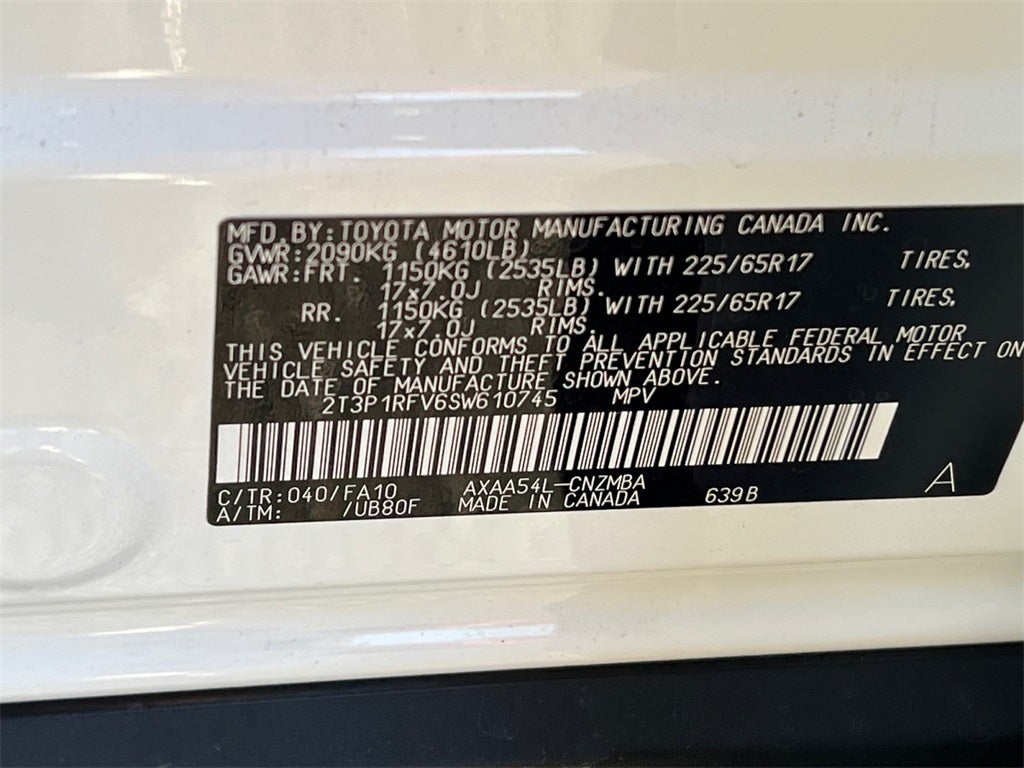 MFD.BY:TOYOTA MOTOR MANUFACTURING CANADA INC.
GVWR:2090KG (4610LB)
GAWR:FRT. 1150KG (2535LB) WITH 225/65R17 TIRES,
17x7.0J RIMS.
RR. 1150KG (2535LB) WITH 225/65R17 TIRES,
17x7.0J RIMS.
THIS VEHICLE CONFORMS TO ALL APPLICABLE FEDERAL MOTOR
VEHICLE SAFETY AND THEFT PREVENTION STANDARDS IN EFFECT ON
THE DATE OF MANUFACTURE SHOWN ABOVE.
2T3P1RFV6SW610745 MPV
C/TR:040/FA10 AXAA54L-CNZMBA
A/TM: /UB80F MADE IN CANADA 639B A